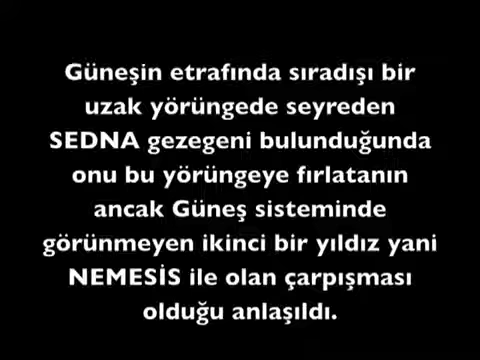 Güneşin etrafında sıradışı bir
uzak yörüngede seyreden
SEDNA gezegeni bulunduğunda
onu bu yörüngeye fırlatanın
ancak Güneş sisteminde
görünmeyen ikinci bir yıldız yani
NEMESİS ile olan çarpışması
olduğu anlaşıldı.